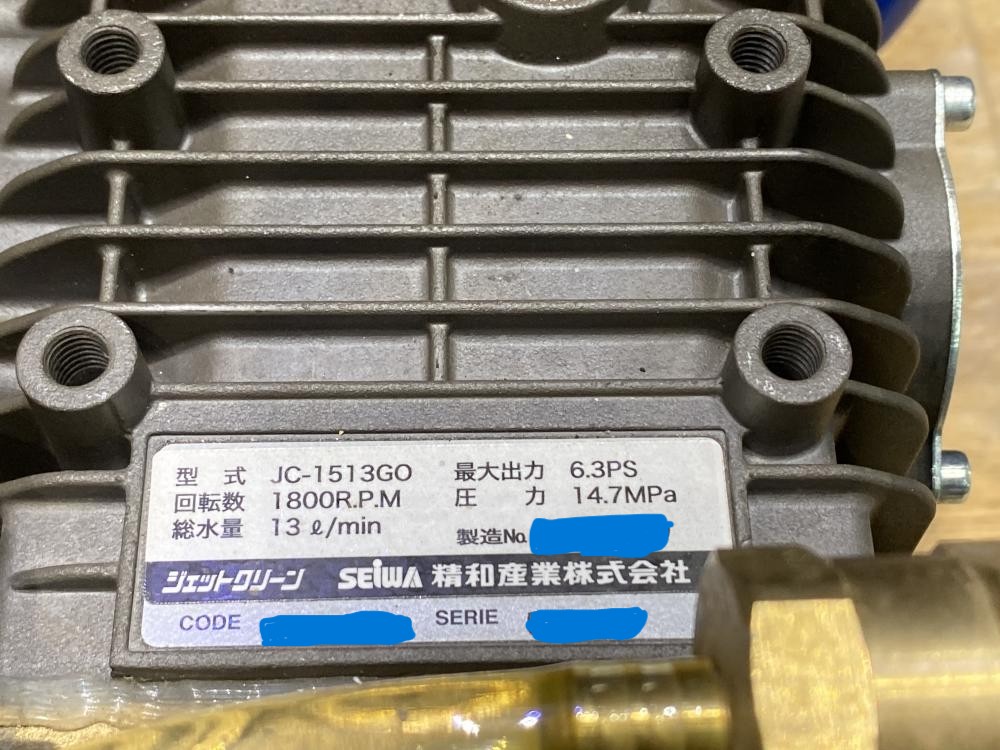 型 式 JC-1513GO
最大出力 6.3PS
回転数 1800R.P.M
圧 力 14.7MPa
総水量 13ℓ/min
製造No.
ジェットクリーン SEIWA 精和産業株式会社
CODE SERIE